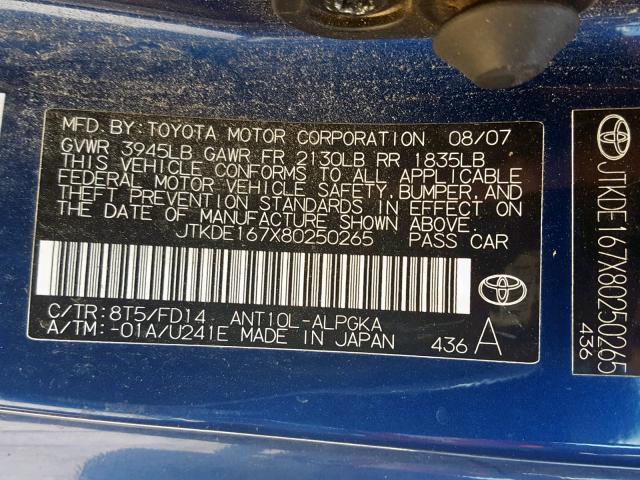 MFD. BY: TOYOTA MOTOR CORPORATION 08/07
GVWR 3945LB GAWR FR 2130LB RR 1835LB
THIS VEHICLE CONFORMS TO ALL APPLICABLE
FEDERAL MOTOR VEHICLE SAFETY, BUMPER, AND
THEFT PREVENTION STANDARDS IN EFFECT ON
THE DATE OF MANUFACTURE SHOWN ABOVE.
JTKDE167X80250265 PASS CAR
C/TR: 8T5/FD14 ANT10L-ALPGKA
A/TM: -01A/U241E MADE IN JAPAN 436 A
JTKDE167X80250265
436